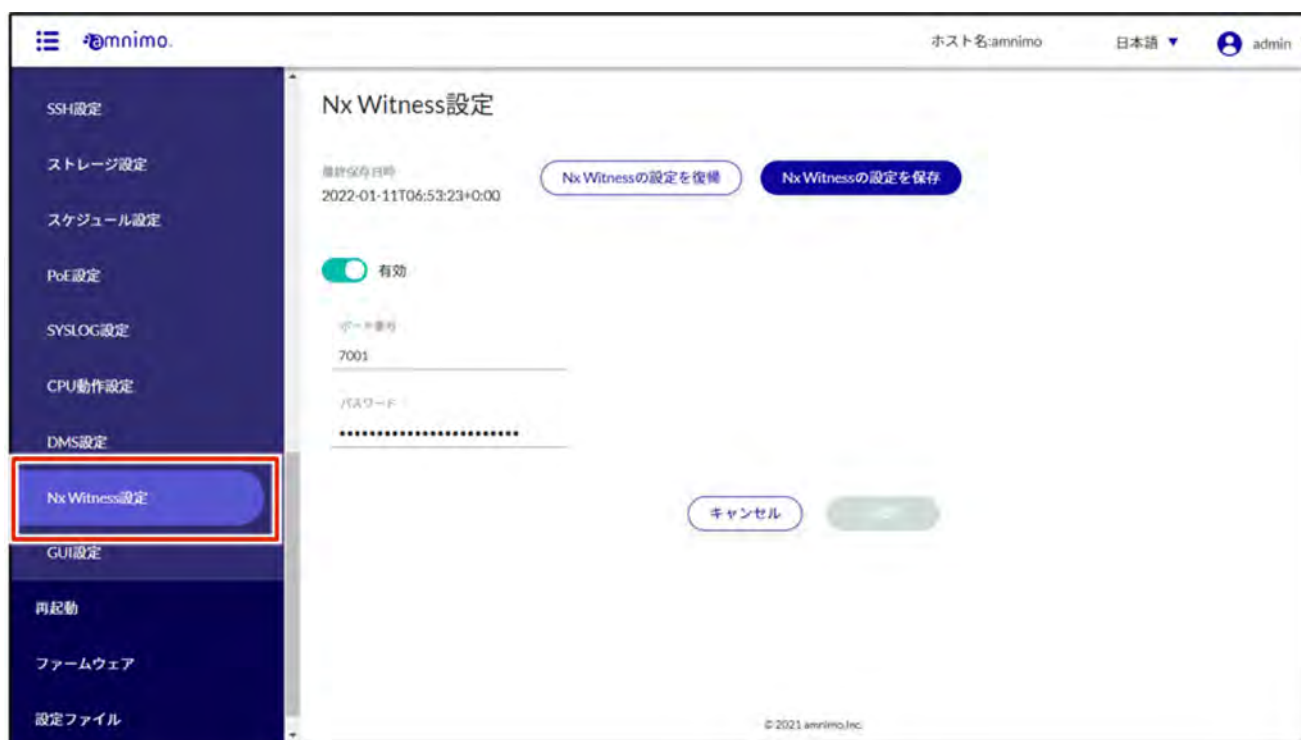 amnimo.
ホスト名:amnimo
日本語 ▼
admin
SSH設定
ストレージ設定
スケジュール設定
PoE設定
SYSLOG設定
CPU動作設定
DMS設定
Nx Witness設定
GUI設定
再起動
ファームウェア
設定ファイル
Nx Witness設定
最終保存日時
2022-01-11T06:53:23+0:00
Nx Witnessの設定を復帰
Nx Witnessの設定を保存
有効
ポート番号
7001
パスワード
••••••••••••••••••••••••
キャンセル
© 2021 amnimo,Inc.